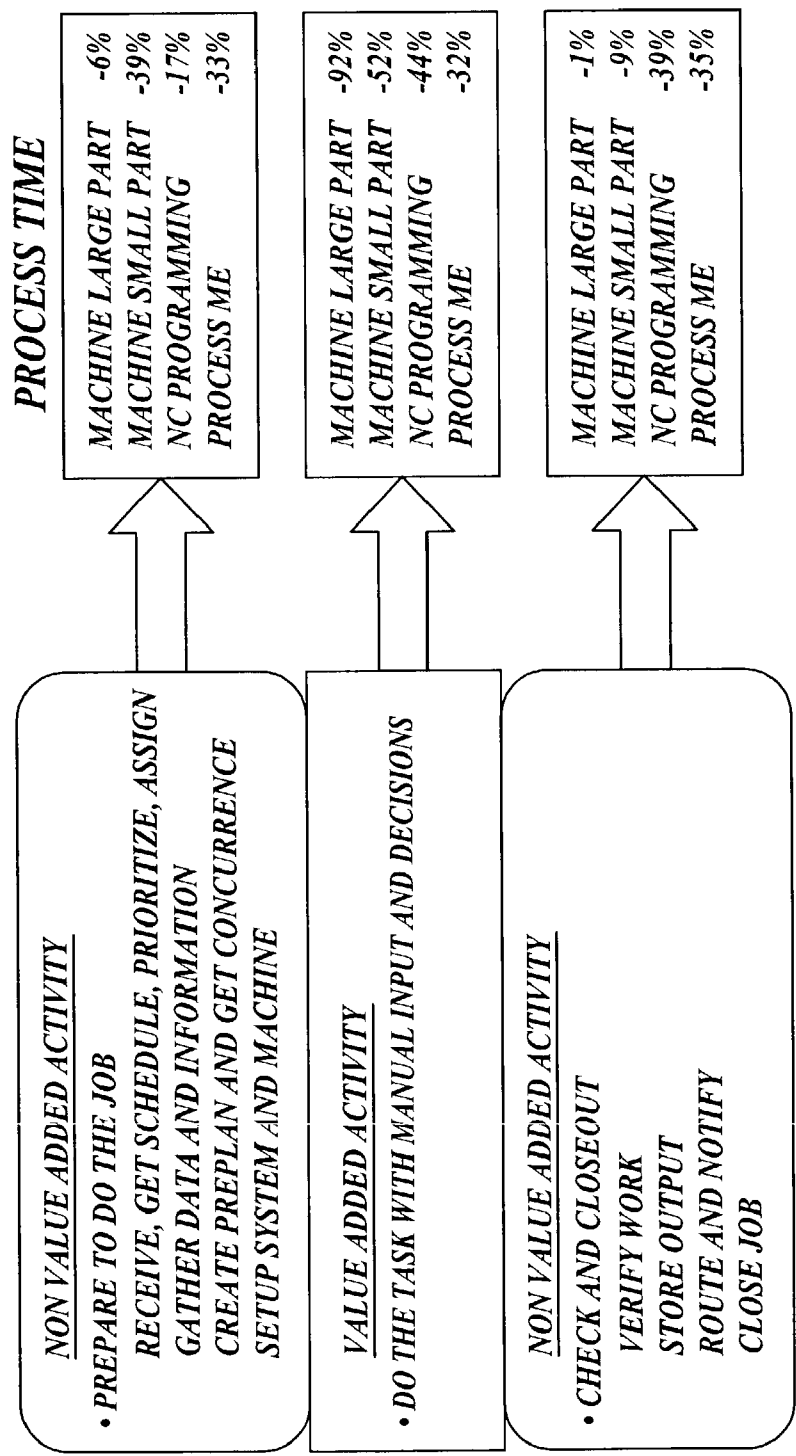 PROCESS TIME
NON VALUE ADDED ACTIVITY
• PREPARE TO DO THE JOB
RECEIVE, GET SCHEDULE, PRIORITIZE, ASSIGN
GATHER DATA AND INFORMATION
CREATE PREPLAN AND GET CONCURRENCE
SETUP SYSTEM AND MACHINE
MACHINE LARGE PART -6%
MACHINE SMALL PART -39%
NC PROGRAMMING -17%
PROCESS ME -33%
VALUE ADDED ACTIVITY
• DO THE TASK WITH MANUAL INPUT AND DECISIONS
MACHINE LARGE PART -92%
MACHINE SMALL PART -52%
NC PROGRAMMING -44%
PROCESS ME -32%
NON VALUE ADDED ACTIVITY
• CHECK AND CLOSEOUT
VERIFY WORK
STORE OUTPUT
ROUTE AND NOTIFY
CLOSE JOB
MACHINE LARGE PART -1%
MACHINE SMALL PART -9%
NC PROGRAMMING -39%
PROCESS ME -35%